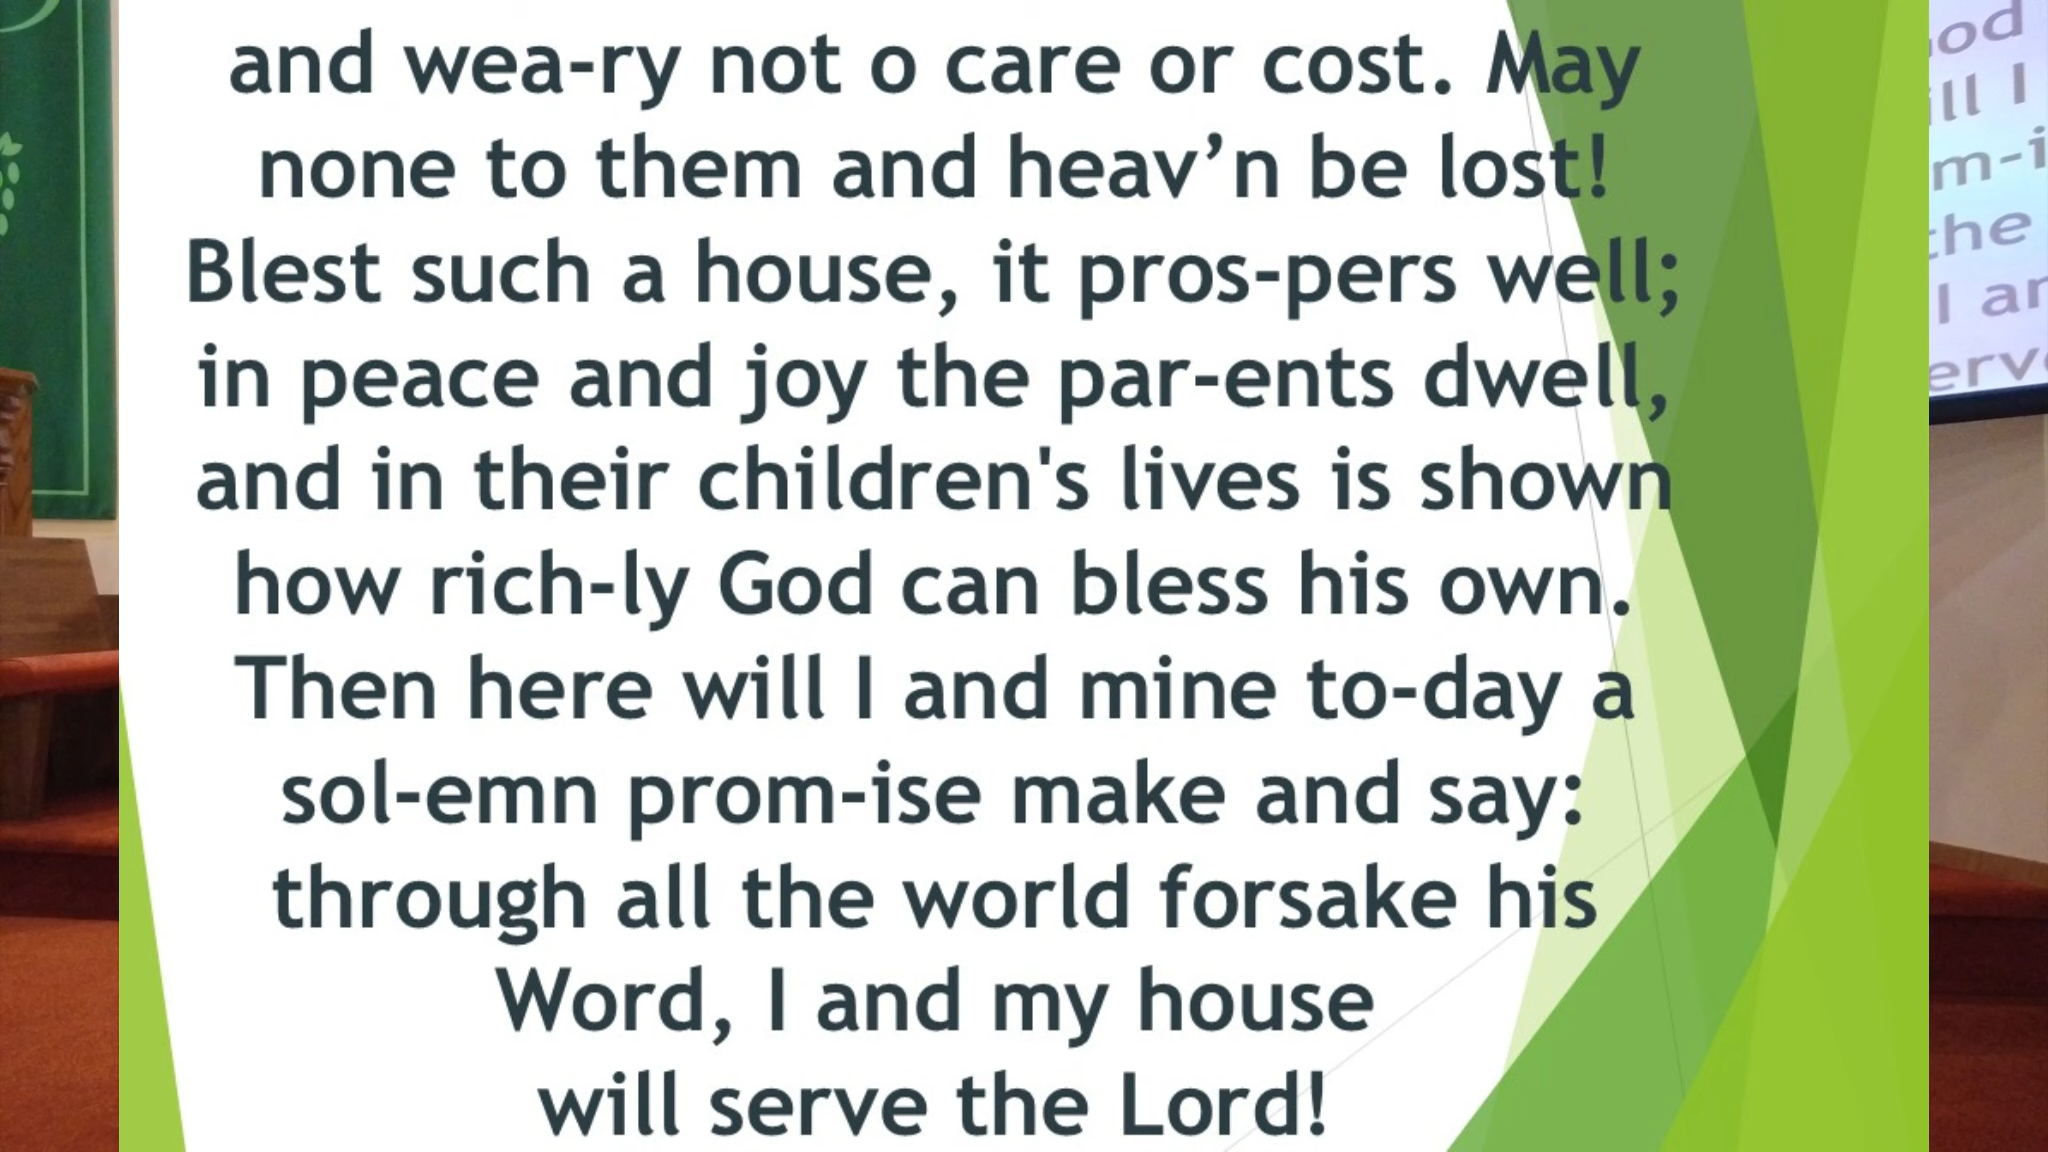 and wea-ry not o care or cost. May
none to them and heav’n be lost!
Blest such a house, it pros-pers well;
in peace and joy the par-ents dwell,
and in their children's lives is shown
how rich-ly God can bless his own.
Then here will I and mine to-day a
sol-emn prom-ise make and say:
through all the world forsake his
Word, I and my house
will serve the Lord!